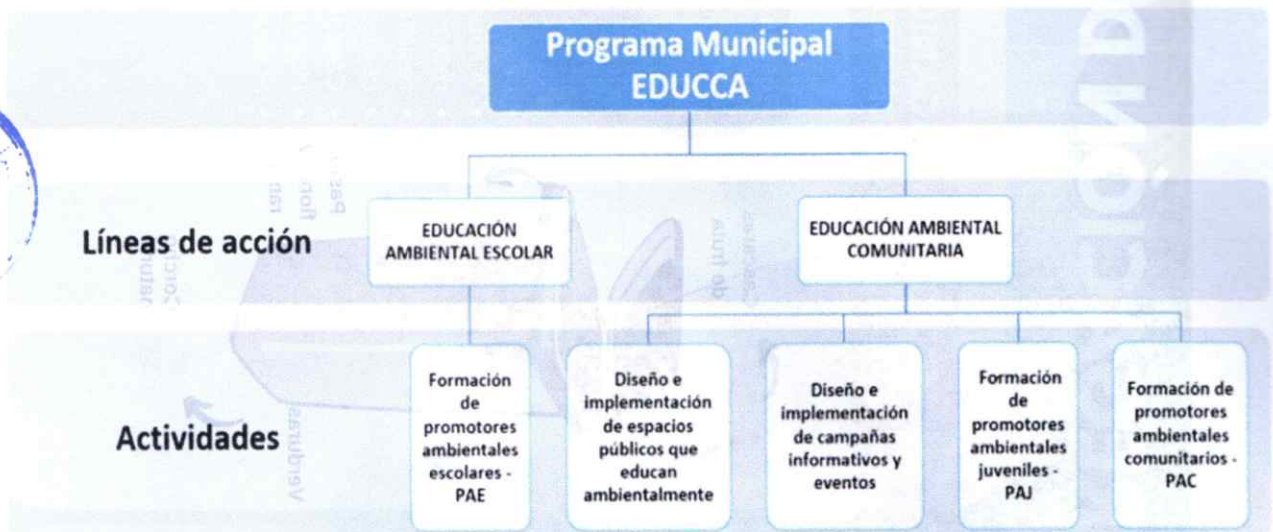 Programa Municipal
EDUCCA
Líneas de acción
EDUCACIÓN
AMBIENTAL ESCOLAR
EDUCACIÓN AMBIENTAL
COMUNITARIA
Actividades
Formación
de
promotores
ambientales
escolares -
PAE
Diseño e
implementación
de espacios
públicos que
educan
ambientalmente
Diseño e
implementación
de campañas
informativos y
eventos
Formación
de
promotores
ambientales
juveniles -
PAJ
Formación de
promotores
ambientales
comunitarios -
PAC
Verduras